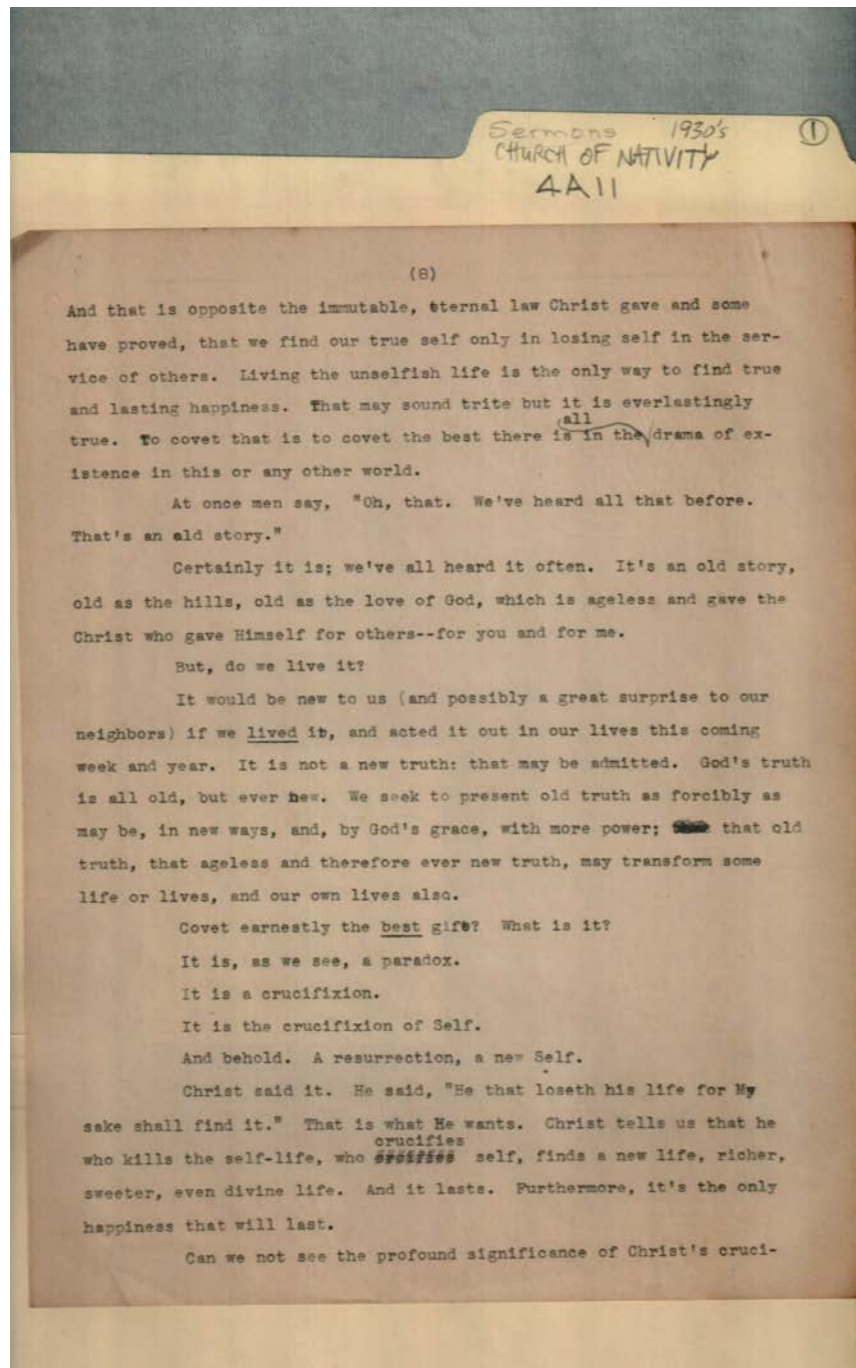 Sermons 1930's
①
CHURCH OF NATIVITY
4A11
(8)
And that is opposite the immutable, eternal law Christ gave and some
have proved, that we find our true self only in losing self in the ser-
vice of others. Living the unselfish life is the only way to find true
and lasting happiness. That may sound trite but it is everlastingly
all
true. To covet that is to covet the best there is in the drama of ex-
istence in this or any other world.
At once men say, "Oh, that. We've heard all that before.
That's an old story."
Certainly it is; we've all heard it often. It's an old story,
old as the hills, old as the love of God, which is ageless and gave the
Christ who gave Himself for others--for you and for me.
But, do we live it?
It would be new to us (and possibly a great surprise to our
neighbors) if we lived it, and acted it out in our lives this coming
week and year. It is not a new truth: that may be admitted. God's truth
is all old, but ever new. We seek to present old truth as forcibly as
may be, in new ways, and, by God's grace, with more power; that old
truth, that ageless and therefore ever new truth, may transform some
life or lives, and our own lives also.
Covet earnestly the best gift? What is it?
It is, as we see, a paradox.
It is a crucifixion.
It is the crucifixion of Self.
And behold. A resurrection, a new Self.
Christ said it. He said, "He that loseth his life for My
sake shall find it." That is what He wants. Christ tells us that he
crucifies
who kills the self-life, who self, finds a new life, richer,
sweeter, even divine life. And it lasts. Furthermore, it's the only
happiness that will last.
Can we not see the profound significance of Christ's cruci-